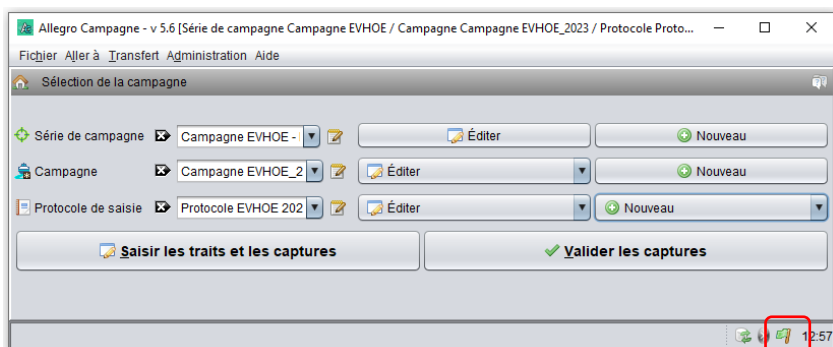 Allegro Campagne - v 5.6 [Série de campagne Campagne EVHOE / Campagne Campagne EVHOE_2023 / Protocole Proto...
Fichier Aller à Transfert Administration Aide
Sélection de la campagne
Série de campagne Campagne EVHOE - Éditer Nouveau
Campagne Campagne EVHOE_2 Éditer Nouveau
Protocole de saisie Protocole EVHOE 202 Éditer Nouveau
Saisir les traits et les captures Valider les captures
12:57